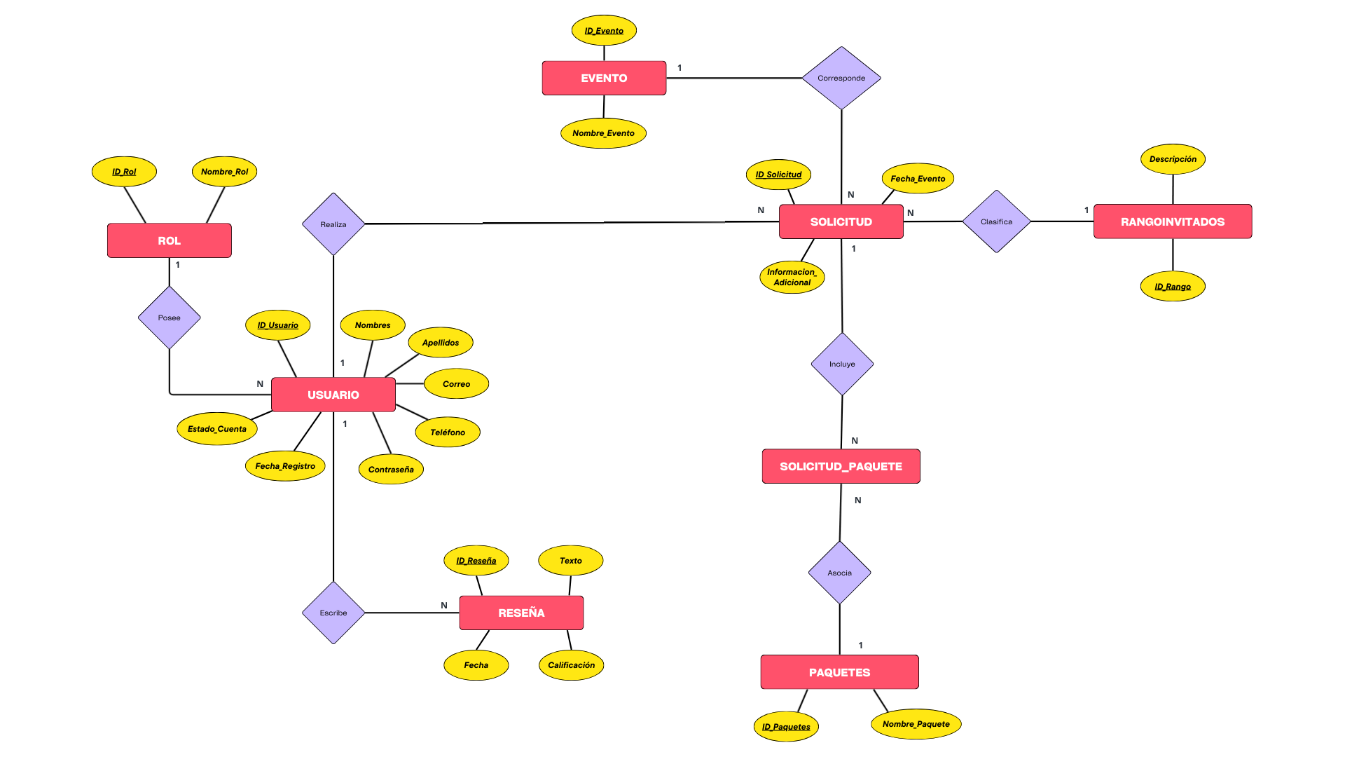 ID_Evento
EVENTO
1
Corresponde
Nombre_Evento
ID_Rol
Nombre_Rol
ROL
1
Posee
N
Realiza
N
1
ID_Solicitud
Fecha_Evento
N
SOLICITUD
N
Informacion_
Adicional
1
Clasifica
1
Descripción
RANGOINVITADOS
ID_Rango
ID_Usuario
Nombres
Apellidos
Correo
USUARIO
Estado_Cuenta
Teléfono
Fecha_Registro
Contraseña
1
Incluye
N
SOLICITUD_PAQUETE
N
Asocia
1
PAQUETES
ID_Paquetes
Nombre_Paquete
Escribe
N
ID_Reseña
Texto
RESEÑA
Fecha
Calificación